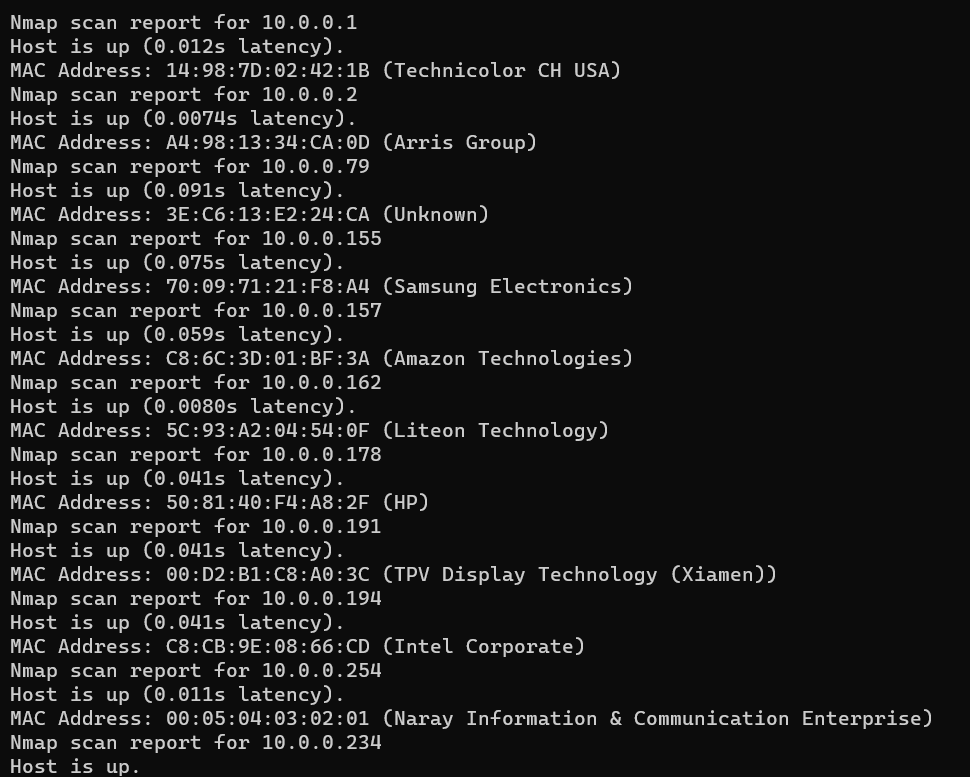 Nmap scan report for 10.0.0.1
Host is up (0.012s latency).
MAC Address: 14:98:7D:02:42:1B (Technicolor CH USA)
Nmap scan report for 10.0.0.2
Host is up (0.0074s latency).
MAC Address: A4:98:13:34:CA:0D (Arris Group)
Nmap scan report for 10.0.0.79
Host is up (0.091s latency).
MAC Address: 3E:C6:13:E2:24:CA (Unknown)
Nmap scan report for 10.0.0.155
Host is up (0.075s latency).
MAC Address: 70:09:71:21:F8:A4 (Samsung Electronics)
Nmap scan report for 10.0.0.157
Host is up (0.059s latency).
MAC Address: C8:6C:3D:01:BF:3A (Amazon Technologies)
Nmap scan report for 10.0.0.162
Host is up (0.0080s latency).
MAC Address: 5C:93:A2:04:54:0F (Liteon Technology)
Nmap scan report for 10.0.0.178
Host is up (0.041s latency).
MAC Address: 50:81:40:F4:A8:2F (HP)
Nmap scan report for 10.0.0.191
Host is up (0.041s latency).
MAC Address: 00:D2:B1:C8:A0:3C (TPV Display Technology (Xiamen))
Nmap scan report for 10.0.0.194
Host is up (0.041s latency).
MAC Address: C8:CB:9E:08:66:CD (Intel Corporate)
Nmap scan report for 10.0.0.254
Host is up (0.011s latency).
MAC Address: 00:05:04:03:02:01 (Naray Information & Communication Enterprise)
Nmap scan report for 10.0.0.234
Host is up.